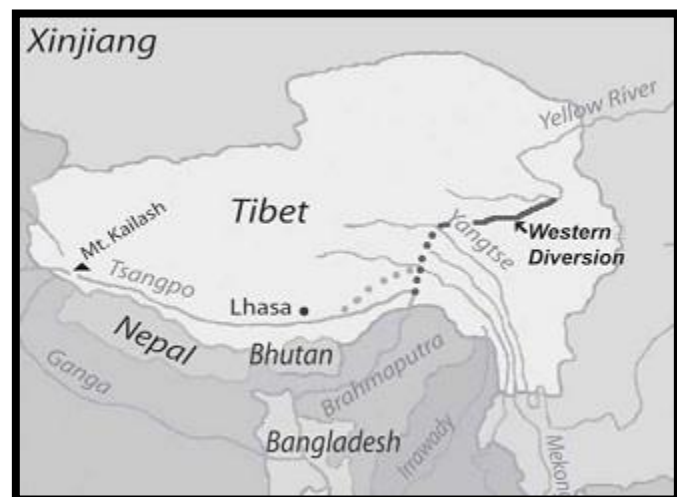 Xinjiang
Yellow River
Mt. Kailash
Tibet
Yangtse
Western
Diversion
Tsangpo
Lhasa
Nepal
Bhutan
Ganga
Brahmaputra
Bangladesh
Irrawady
Mekong